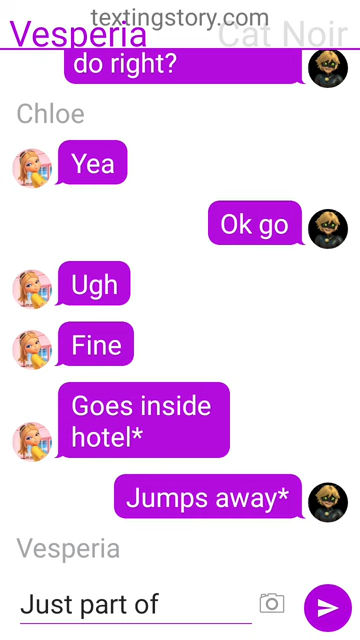 textingstory.com
Vesperia
Cat Noir
do right?
Chloe
Yea
Ok go
Ugh
Fine
Goes inside
hotel*
Jumps away*
Vesperia
Just part of